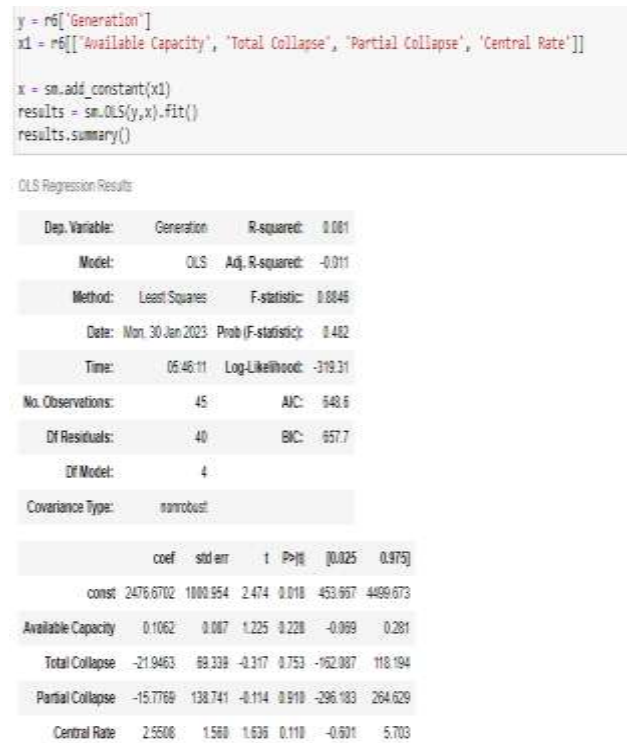 y = r6['Generation']
x1 = r6[['Available Capacity', 'Total Collapse', 'Partial Collapse', 'Central Rate']]
x = sm.add_constant(x1)
results = sm.OLS(y,x).fit()
results.summary()
OLS Regression Results
Dep. Variable: Generation R-squared: 0.081
Model: OLS Adj. R-squared: -0.011
Method: Least Squares F-statistic: 0.8846
Date: Mon, 30 Jan 2023 Prob (F-statistic): 0.482
Time: 05:46:11 Log-Likelihood: -319.31
No. Observations: 45 AIC: 648.6
Df Residuals: 40 BIC: 657.7
Df Model: 4
Covariance Type: nonrobust
coef std err t P>|t| [0.025 0.975]
const 2476.6702 1000.954 2.474 0.018 453.667 4499.673
Available Capacity 0.1062 0.087 1.225 0.228 -0.069 0.281
Total Collapse -21.9463 69.339 -0.317 0.753 -162.087 118.194
Partial Collapse -15.7769 138.741 -0.114 0.910 -296.183 264.629
Central Rate 2.5508 1.560 1.636 0.110 -0.601 5.703